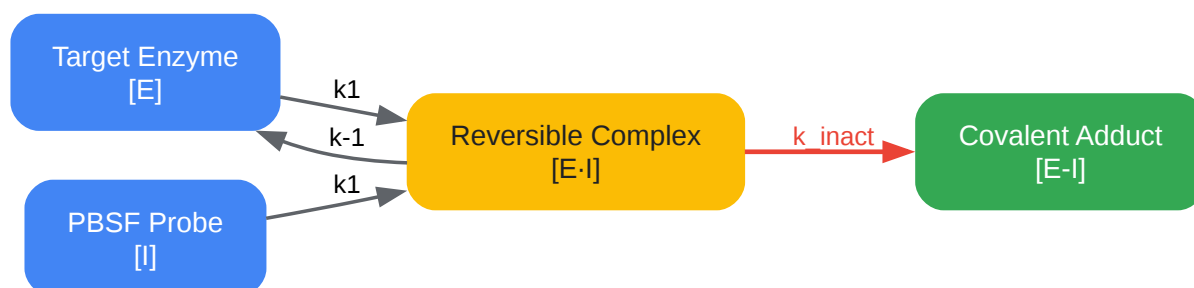 Target Enzyme
[E]
k1
k-1
k1
PBSF Probe
[I]
Reversible Complex
[E·I]
k_inact
Covalent Adduct
[E-I]